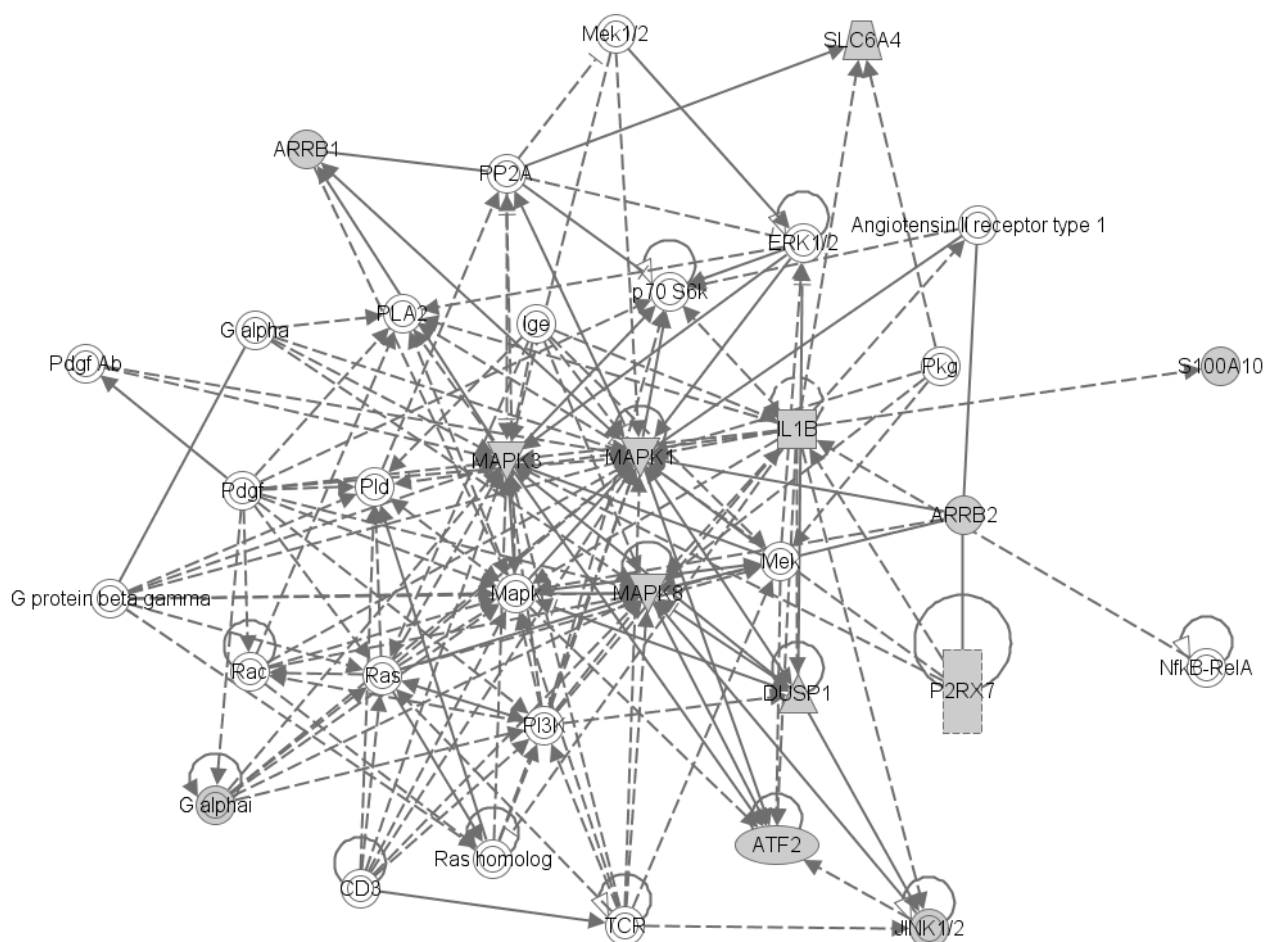 Mek1/2
SLC6A4
ARRB1
PP2A
Angiotensin II receptor type 1
ERK1/2
p70 S6k
PLA2
Ige
G alpha
Pdgf Ab
Pkg
S100A10
IL1B
MAPK3
MAPK1
Pdgf
Pld
ARRB2
Mek
G protein beta gamma
Mapk
MAPK8
Rac
Ras
NfkB-RelA
P2RX7
DUSP1
PI3K
G alphai
ATF2
Ras homolog
CD3
TCR
JINK1/2